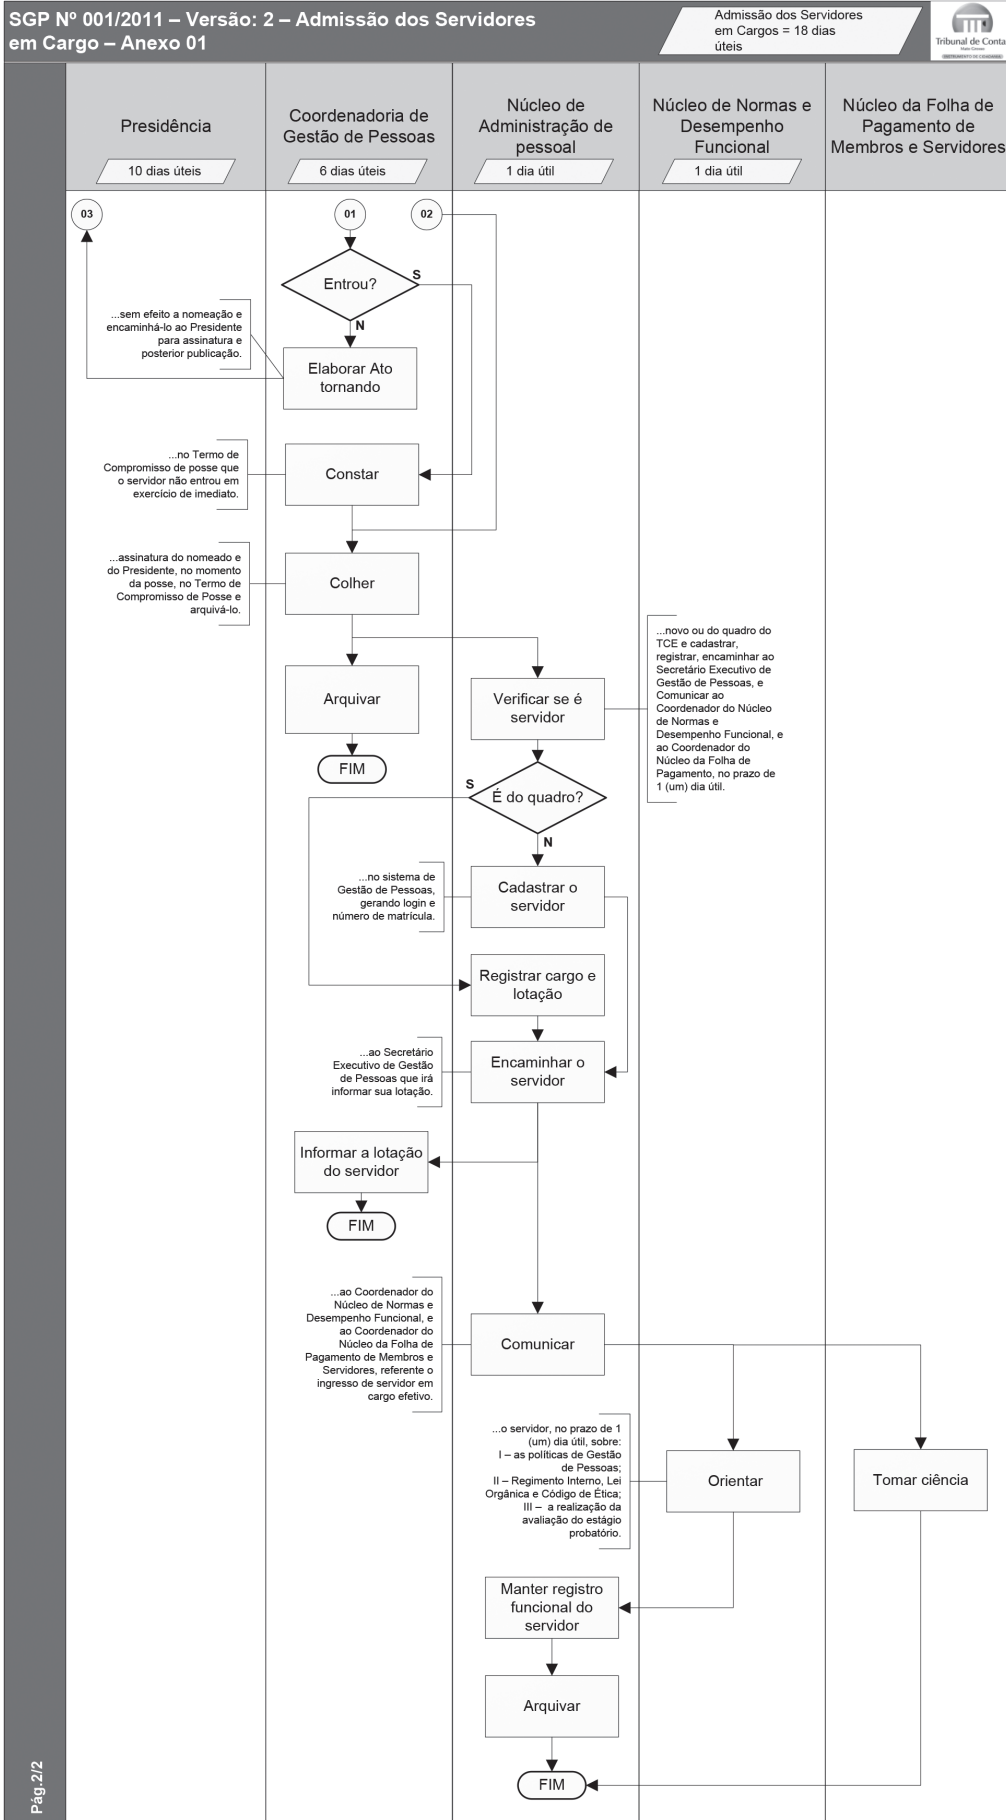 SGP Nº 001/2011 – Versão: 2 – Admissão dos Servidores
em Cargo – Anexo 01
Admissão dos Servidores
em Cargos = 18 dias
úteis
Tribunal de Conta
Mato Grosso
INSTRUMENTO DE CIDADANIA
Presidência
10 dias úteis
Coordenadoria de
Gestão de Pessoas
6 dias úteis
Núcleo de
Administração de
pessoal
1 dia útil
Núcleo de Normas e
Desempenho
Funcional
1 dia útil
Núcleo da Folha de
Pagamento de
Membros e Servidores
03
01
02
Entrou?
S
N
...sem efeito a nomeação e
encaminhá-lo ao Presidente
para assinatura e
posterior publicação.
Elaborar Ato
tornando
...no Termo de
Compromisso de posse que
o servidor não entrou em
exercício de imediato.
Constar
...assinatura do nomeado e
do Presidente, no momento
da posse, no Termo de
Compromisso de Posse e
arquivá-lo.
Colher
Arquivar
FIM
Verificar se é
servidor
...novo ou do quadro do
TCE e cadastrar,
registrar, encaminhar ao
Secretário Executivo de
Gestão de Pessoas, e
Comunicar ao
Coordenador do Núcleo
de Normas e
Desempenho Funcional, e
ao Coordenador do
Núcleo da Folha de
Pagamento, no prazo de
1 (um) dia útil.
S
É do quadro?
N
...no sistema de
Gestão de Pessoas,
gerando login e
número de matrícula.
Cadastrar o
servidor
Registrar cargo e
lotação
...ao Secretário
Executivo de Gestão
de Pessoas que irá
informar sua lotação.
Encaminhar o
servidor
Informar a lotação
do servidor
FIM
...ao Coordenador do
Núcleo de Normas e
Desempenho Funcional, e
ao Coordenador do
Núcleo da Folha de
Pagamento de Membros e
Servidores, referente o
ingresso de servidor em
cargo efetivo.
Comunicar
...o servidor, no prazo de 1
(um) dia útil, sobre:
I – as políticas de Gestão
de Pessoas;
II – Regimento Interno, Lei
Orgânica e Código de Ética;
III – a realização da
avaliação do estágio
probatório.
Orientar
Tomar ciência
Manter registro
funcional do
servidor
Arquivar
FIM
Pág.2/2